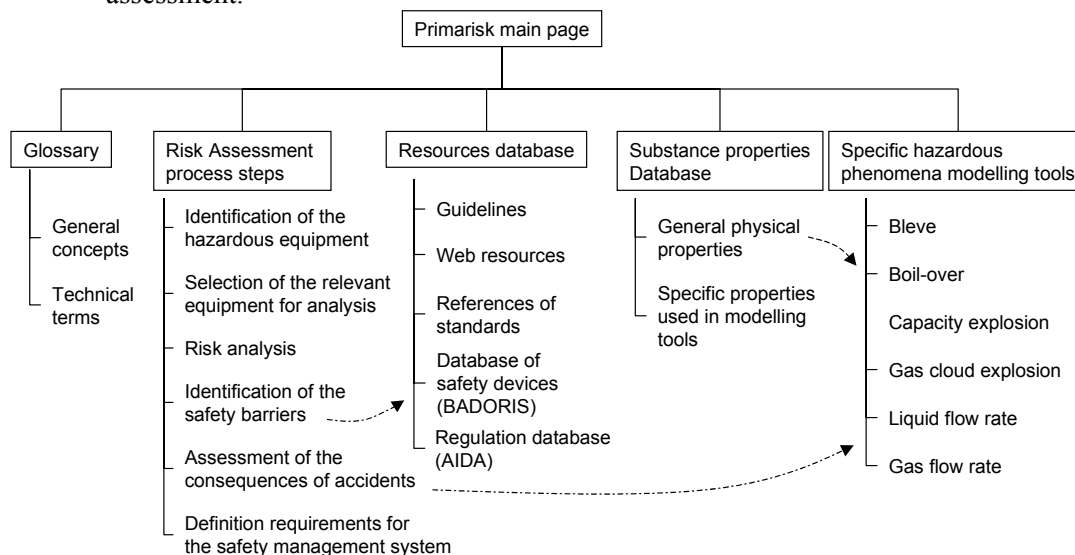 assessment.
Primarisk main page
Glossary
General
concepts
Technical
terms
Risk Assessment
process steps
Identification of the
hazardous equipment
Selection of the relevant
equipment for analysis
Risk analysis
Identification of the
safety barriers
Assessment of the
consequences of accidents
Definition requirements for
the safety management system
Resources database
Guidelines
Web resources
References of
standards
Database of
safety devices
(BADORIS)
Regulation database
(AIDA)
Substance properties
Database
General physical
properties
Specific properties
used in modelling
tools
Specific hazardous
phenomena modelling tools
Bleve
Boil-over
Capacity explosion
Gas cloud explosion
Liquid flow rate
Gas flow rate